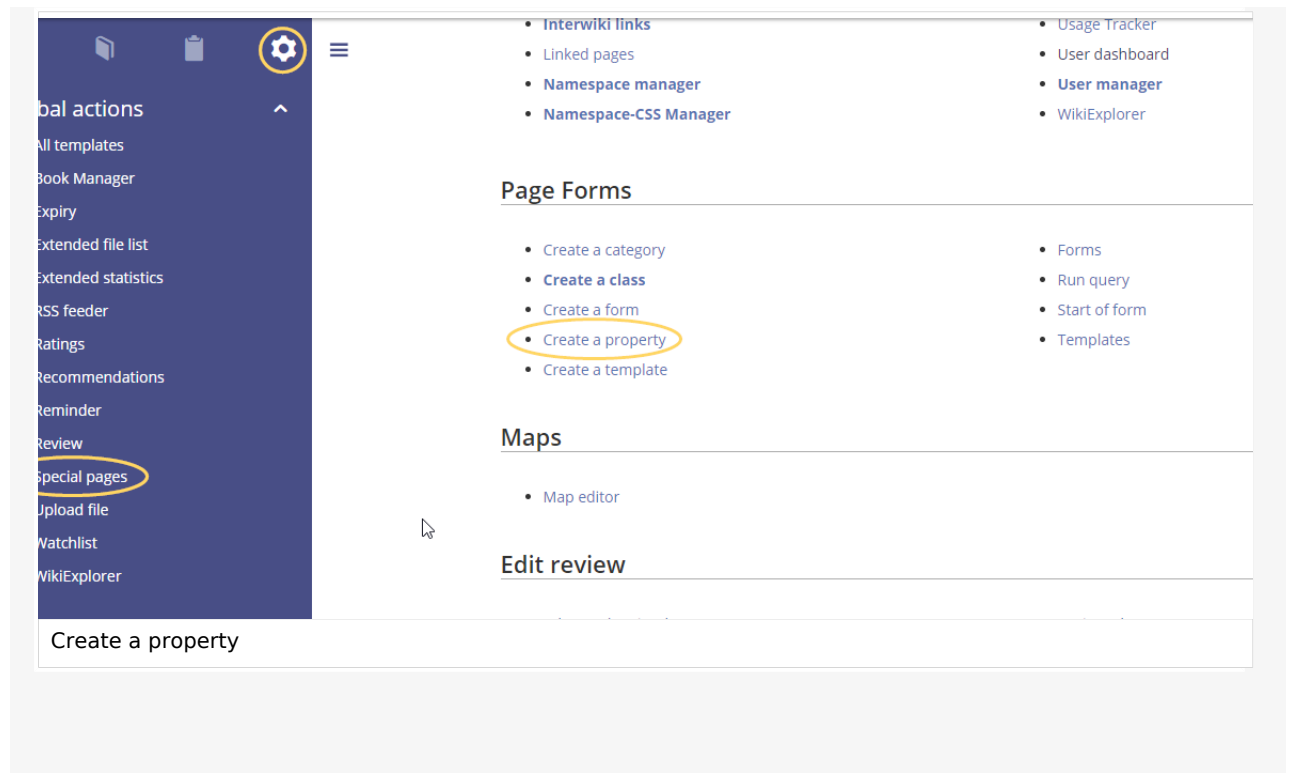 bal actions
All templates
Book Manager
Expiry
Extended file list
Extended statistics
RSS feeder
Ratings
Recommendations
Reminder
Review
Special pages
Upload file
Watchlist
WikiExplorer
Interwiki links
Linked pages
Namespace manager
Namespace-CSS Manager
Usage Tracker
User dashboard
User manager
WikiExplorer
Page Forms
Create a category
Create a class
Create a form
Create a property
Create a template
Forms
Run query
Start of form
Templates
Maps
Map editor
Edit review
Create a property